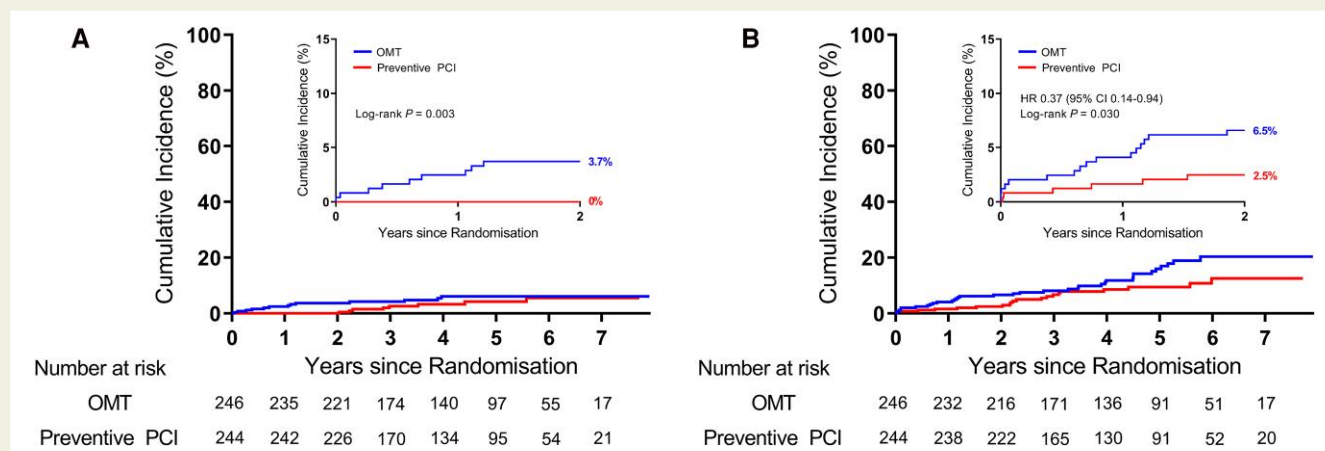 A
Cumulative Incidence (%)
100
80
60
40
20
0
0 1 2 3 4 5 6 7
Years since Randomisation
Cumulative Incidence (%)
15
10
5
0
OMT
Preventive PCI
Log-rank P = 0.003
3.7%
0%
0 1 2
Years since Randomisation
Number at risk
OMT 246 235 221 174 140 97 55 17
Preventive PCI 244 242 226 170 134 95 54 21
B
Cumulative Incidence (%)
100
80
60
40
20
0
0 1 2 3 4 5 6 7
Years since Randomisation
Cumulative Incidence (%)
15
10
5
0
OMT
Preventive PCI
HR 0.37 (95% CI 0.14-0.94)
Log-rank P = 0.030
6.5%
2.5%
0 1 2
Years since Randomisation
Number at risk
OMT 246 232 216 171 136 91 51 17
Preventive PCI 244 238 222 165 130 91 52 20